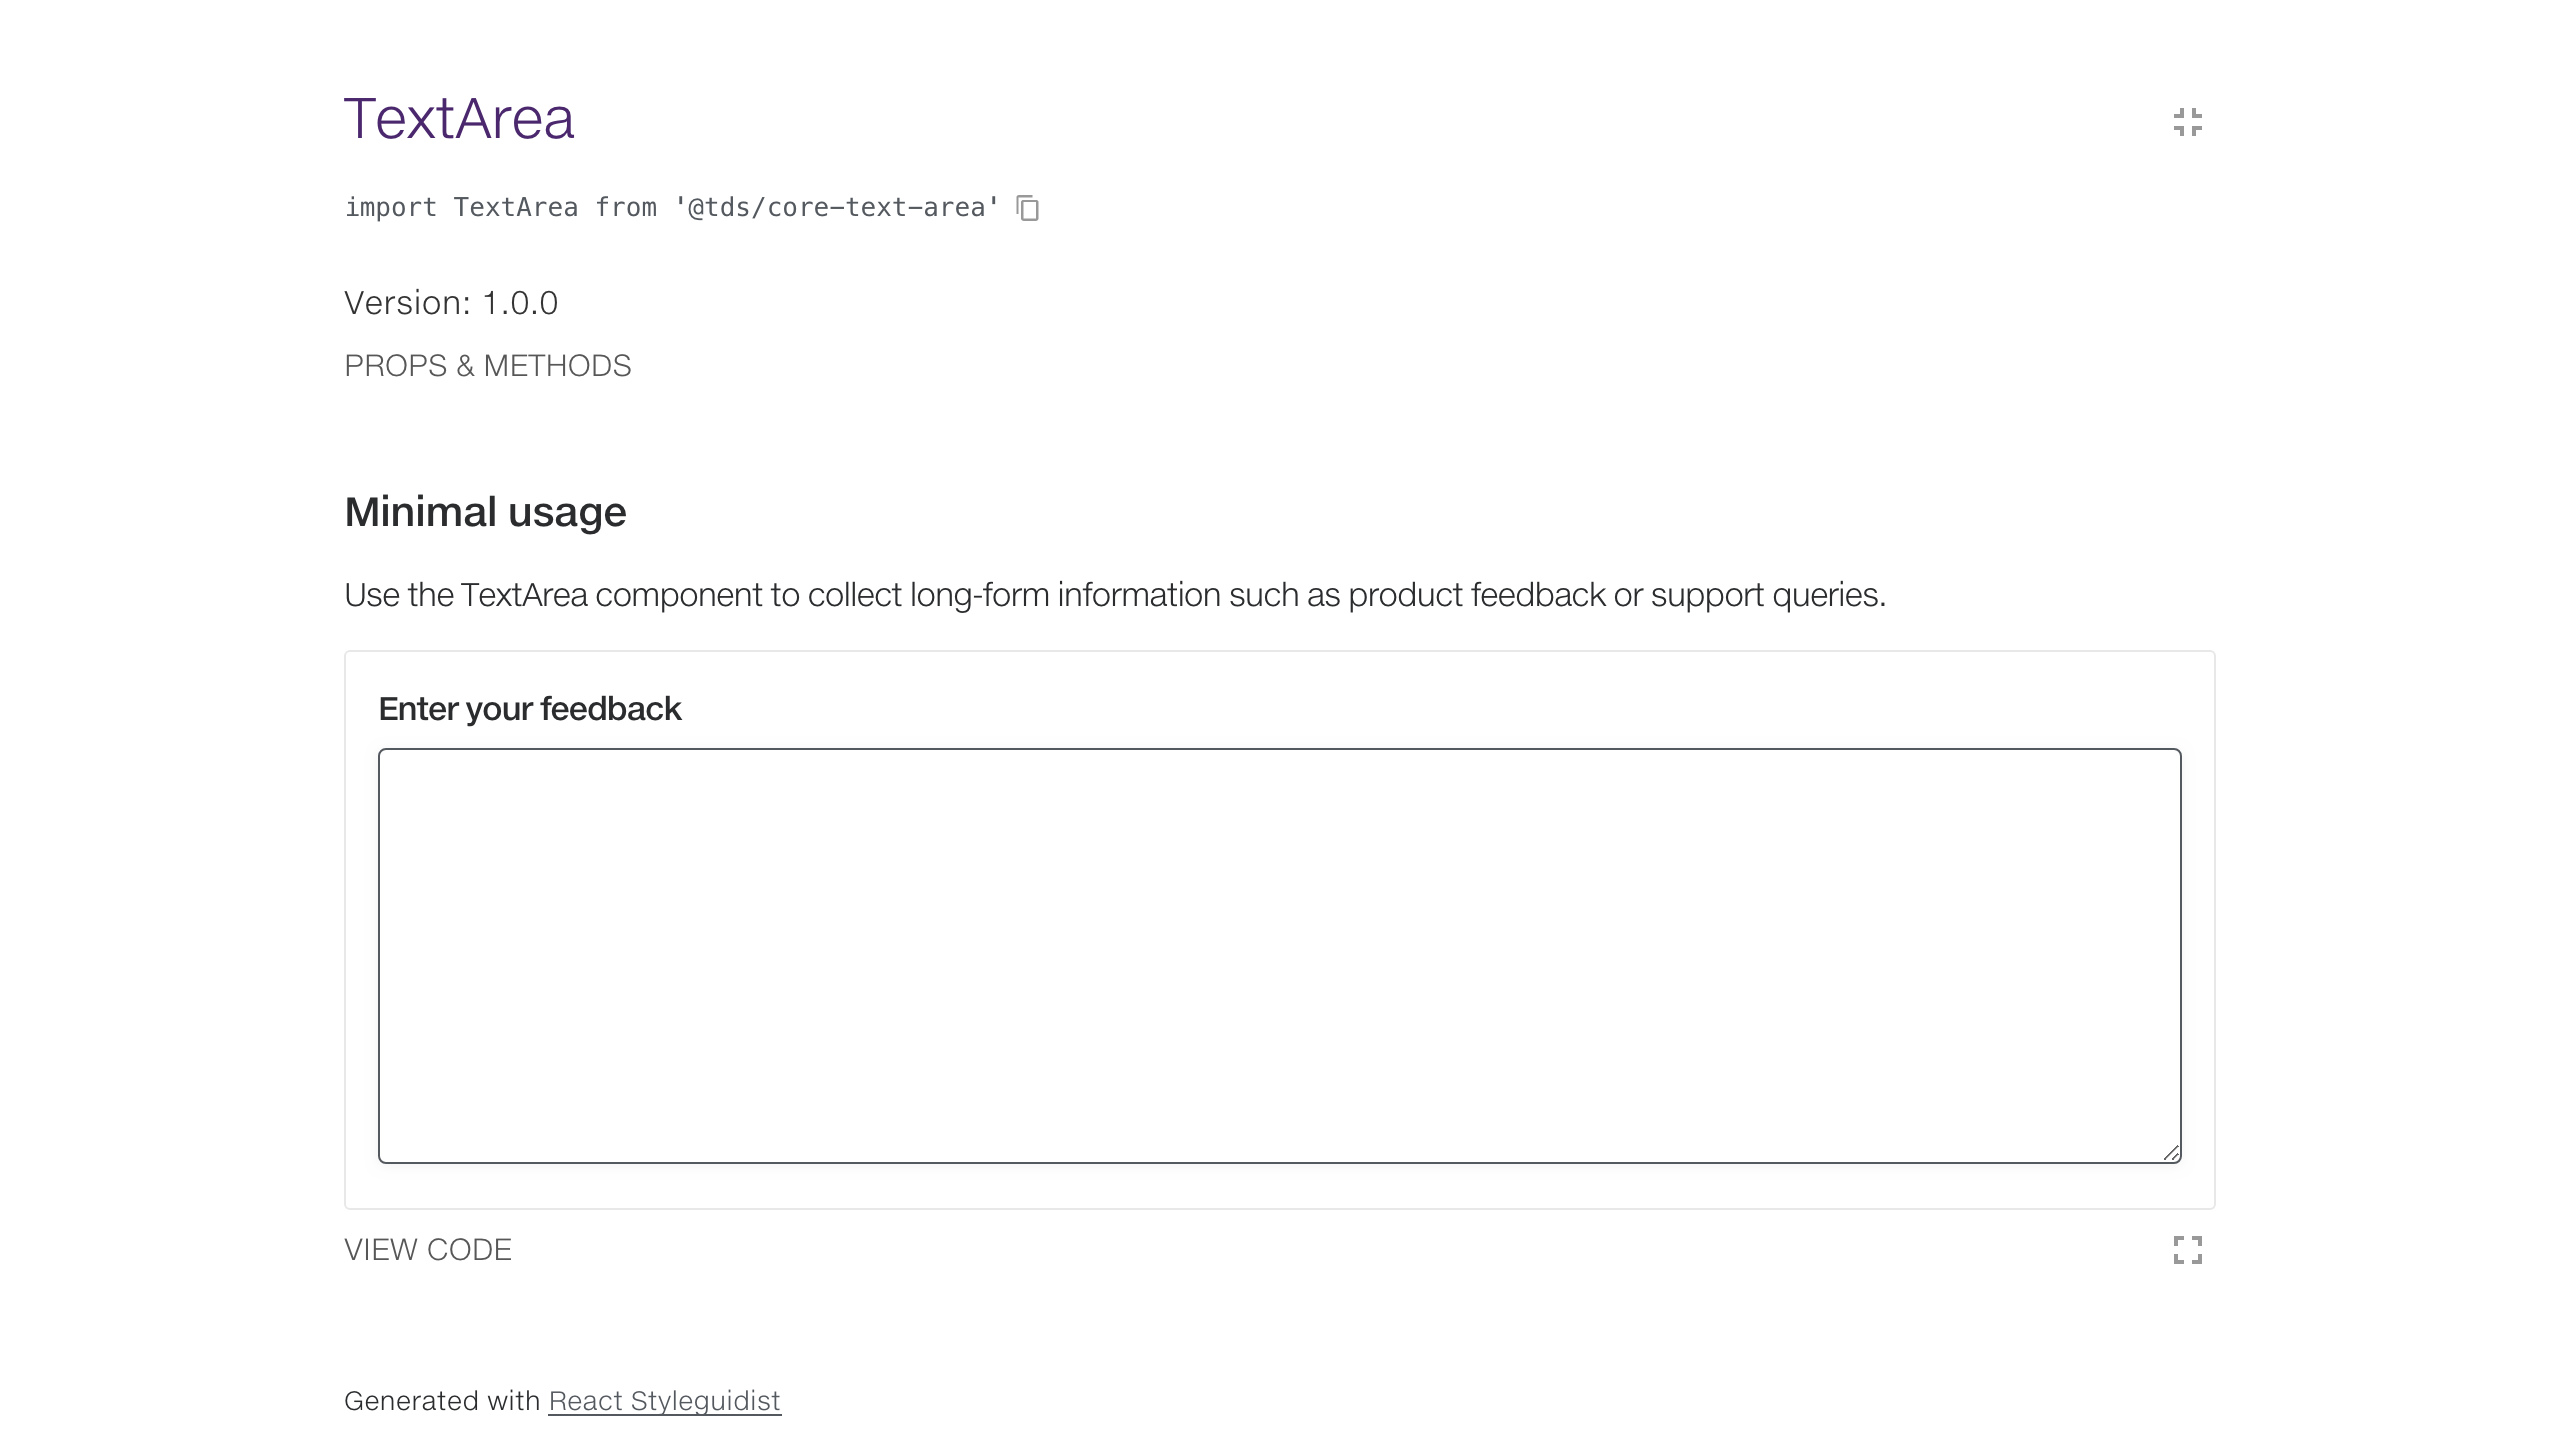 TextArea
import TextArea from '@tds/core-text-area'
Version: 1.0.0
PROPS & METHODS
Minimal usage
Use the TextArea component to collect long-form information such as product feedback or support queries.
Enter your feedback
VIEW CODE
Generated with React Styleguidist